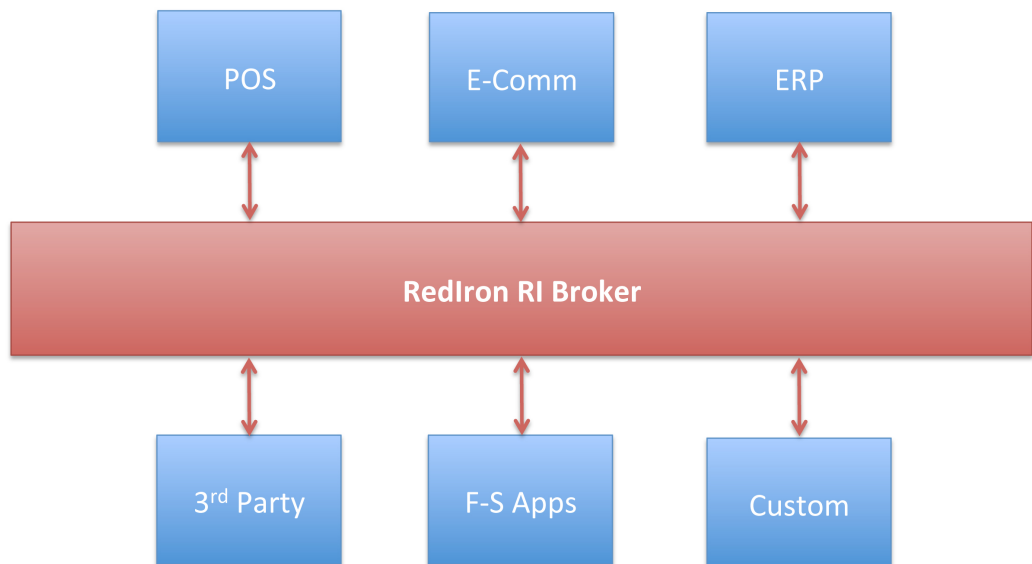 POS
E-Comm
ERP
RedIron RI Broker
3rd Party
F-S Apps
Custom